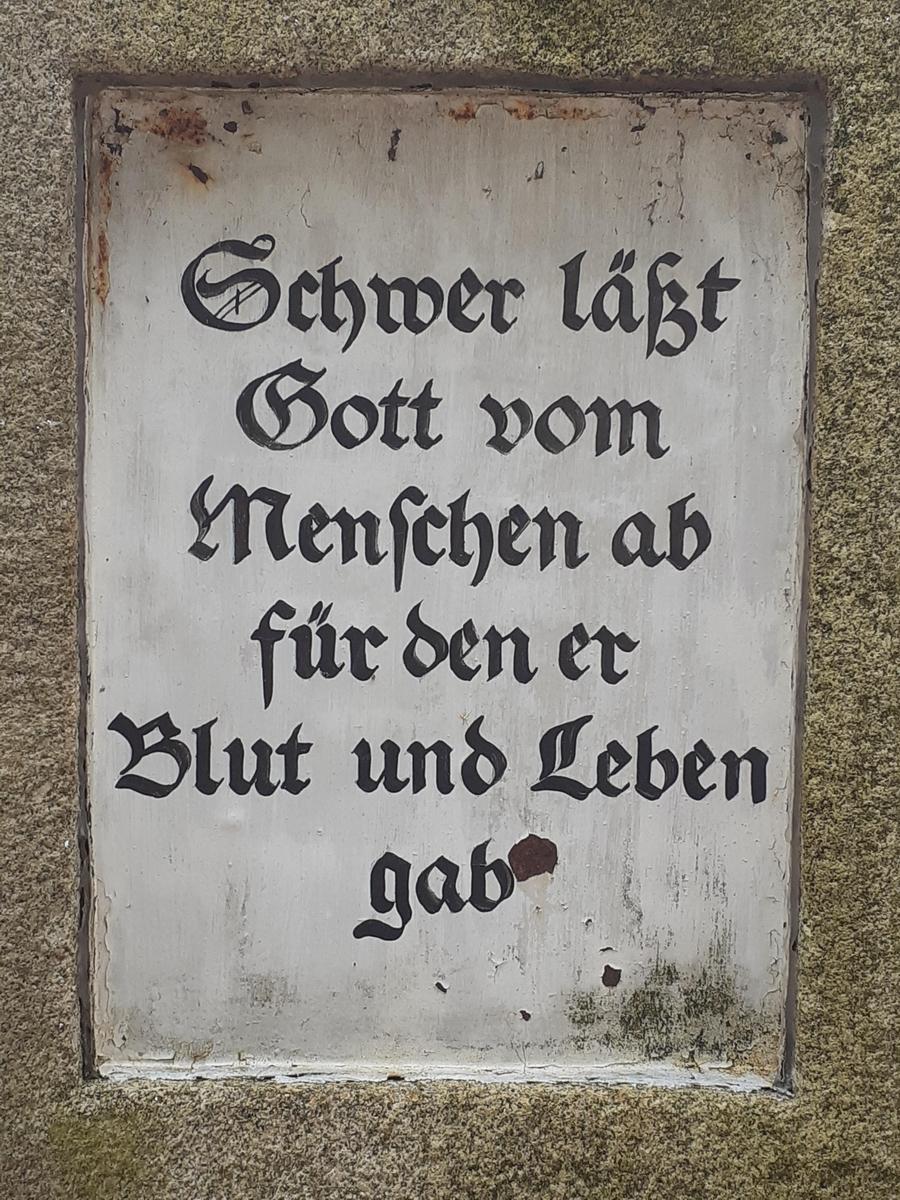 Schwer läßt
Gott vom
Menſchen ab
für den er
Blut und Leben
gab